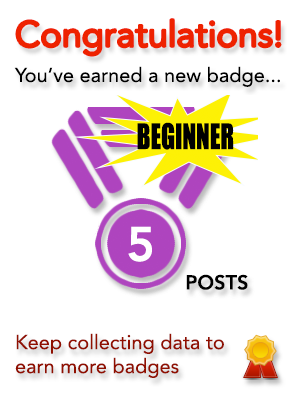 Congratulations!
You've earned a new badge...
BEGINNER
5
POSTS
Keep collecting data to
earn more badges